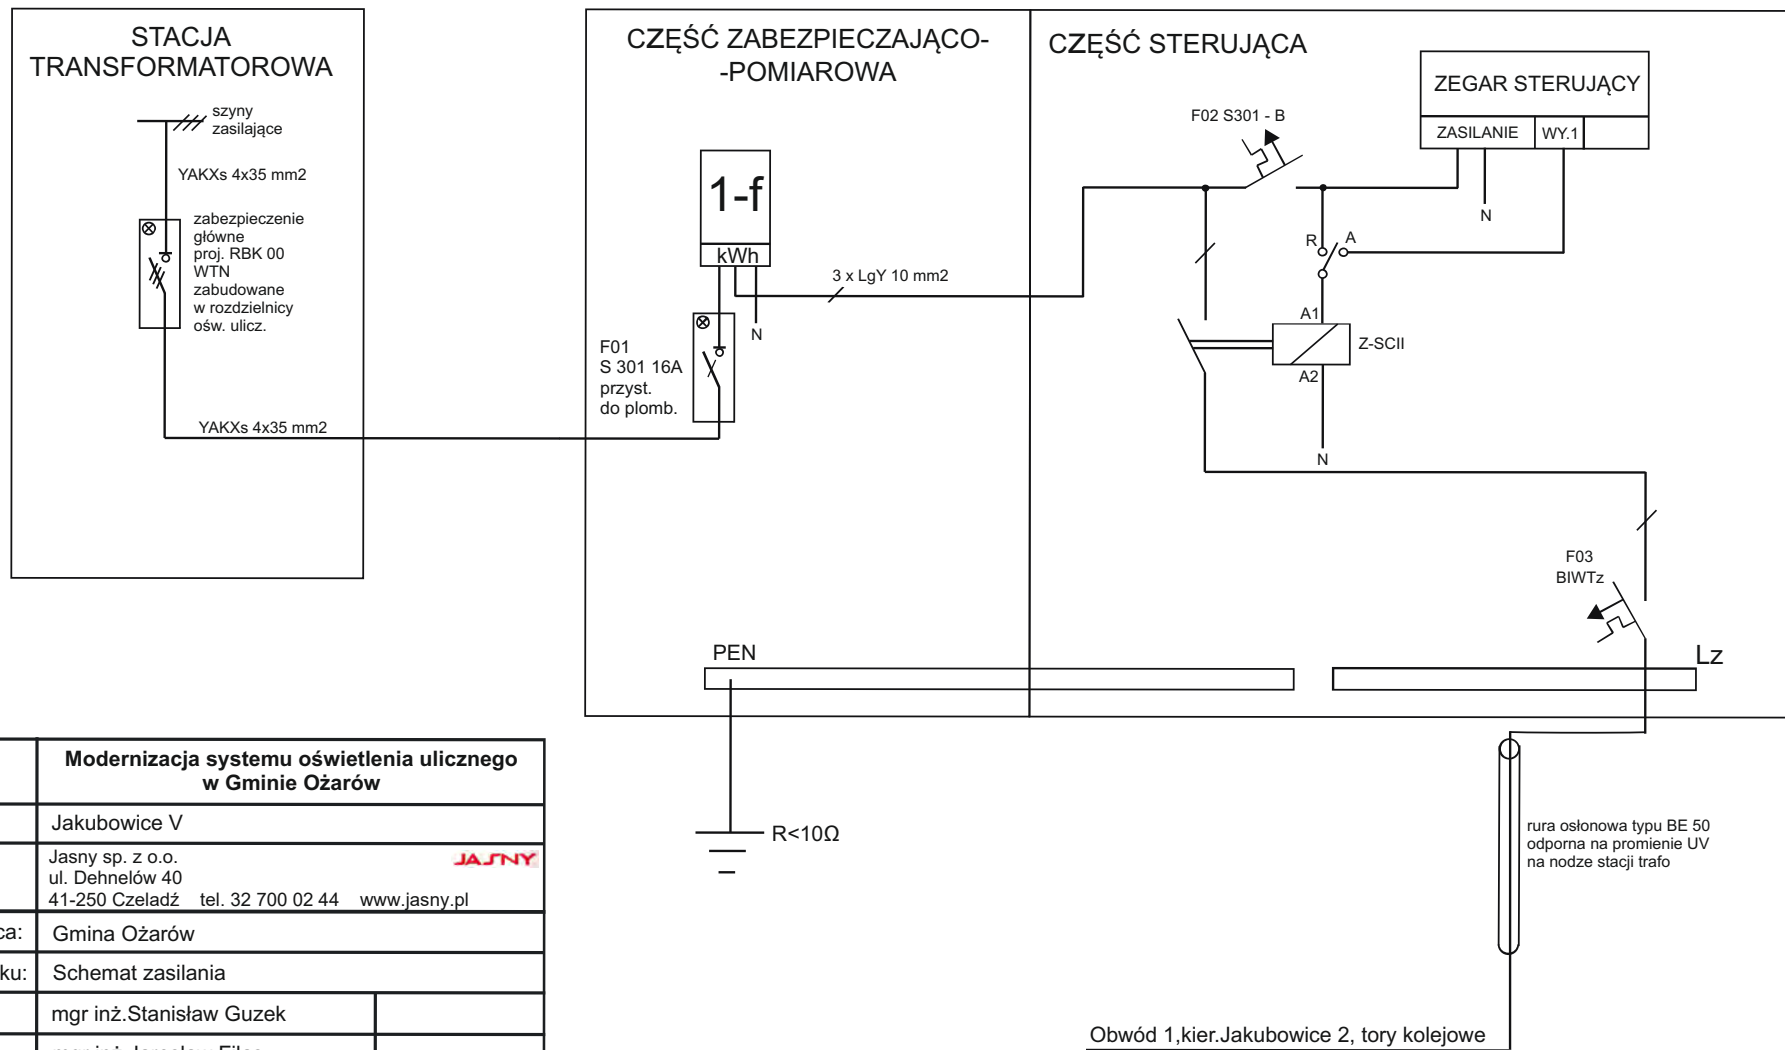 STACJA
TRANSFORMATOROWA
szyny
zasilające
YAKXs 4x35 mm2
zabezpieczenie
główne
proj. RBK 00
WTN
zabudowane
w rozdzielnicy
ośw. ulicz.
YAKXs 4x35 mm2
CZĘŚĆ ZABEZPIECZAJĄCO-
-POMIAROWA
1-f
kWh
N
F01
S 301 16A
przyst.
do plomb.
3 x LgY 10 mm2
CZĘŚĆ STERUJĄCA
F02 S301 - B
ZEGAR STERUJĄCY
ZASILANIE
WY.1
N
R
A
A1
Z-SCII
A2
N
F03
BIWTz
PEN
Lz
R<10Ω
rura osłonowa typu BE 50
odporna na promienie UV
na nodze stacji trafo
Obwód 1,kier.Jakubowice 2, tory kolejowe
Modernizacja systemu oświetlenia ulicznego
w Gminie Ożarów
Jakubowice V
Jasny sp. z o.o.
JASNY
ul. Dehnelów 40
41-250 Czeladź tel. 32 700 02 44 www.jasny.pl
ca:
Gmina Ożarów
ku:
Schemat zasilania
mgr inż.Stanisław Guzek